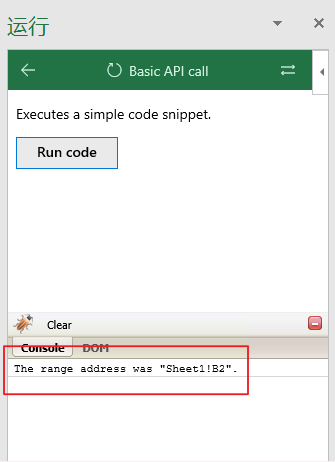 运行
Basic API call
Executes a simple code snippet.
Run code
Clear
Console DOM
The range address was "Sheet1!B2".